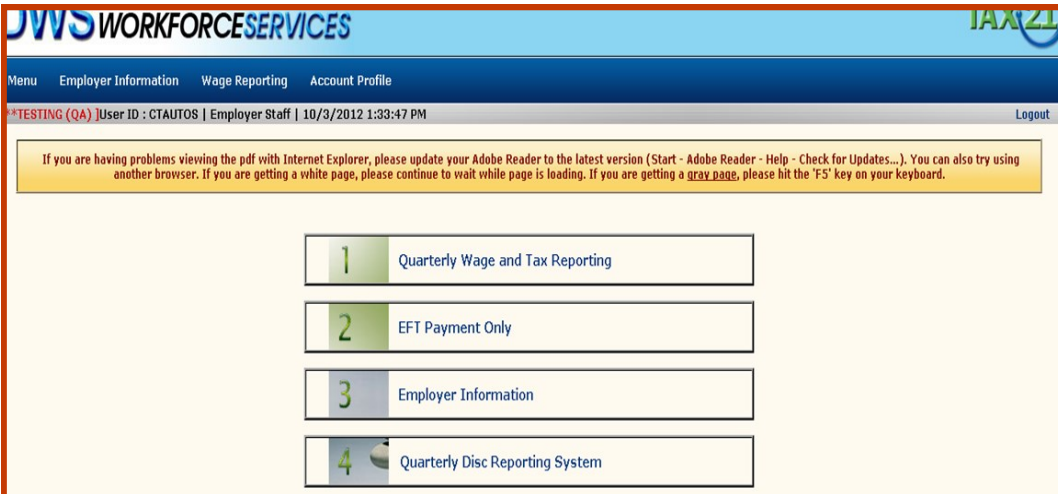 DWS WORKFORCESERVICES
TAX 21
Menu Employer Information Wage Reporting Account Profile
**TESTING (QA) ]User ID : CTAUTOS | Employer Staff | 10/3/2012 1:33:47 PM Logout
If you are having problems viewing the pdf with Internet Explorer, please update your Adobe Reader to the latest version (Start - Adobe Reader - Help - Check for Updates...). You can also try using
another browser. If you are getting a white page, please continue to wait while page is loading. If you are getting a gray page, please hit the 'F5' key on your keyboard.
1 Quarterly Wage and Tax Reporting
2 EFT Payment Only
3 Employer Information
4 Quarterly Disc Reporting System